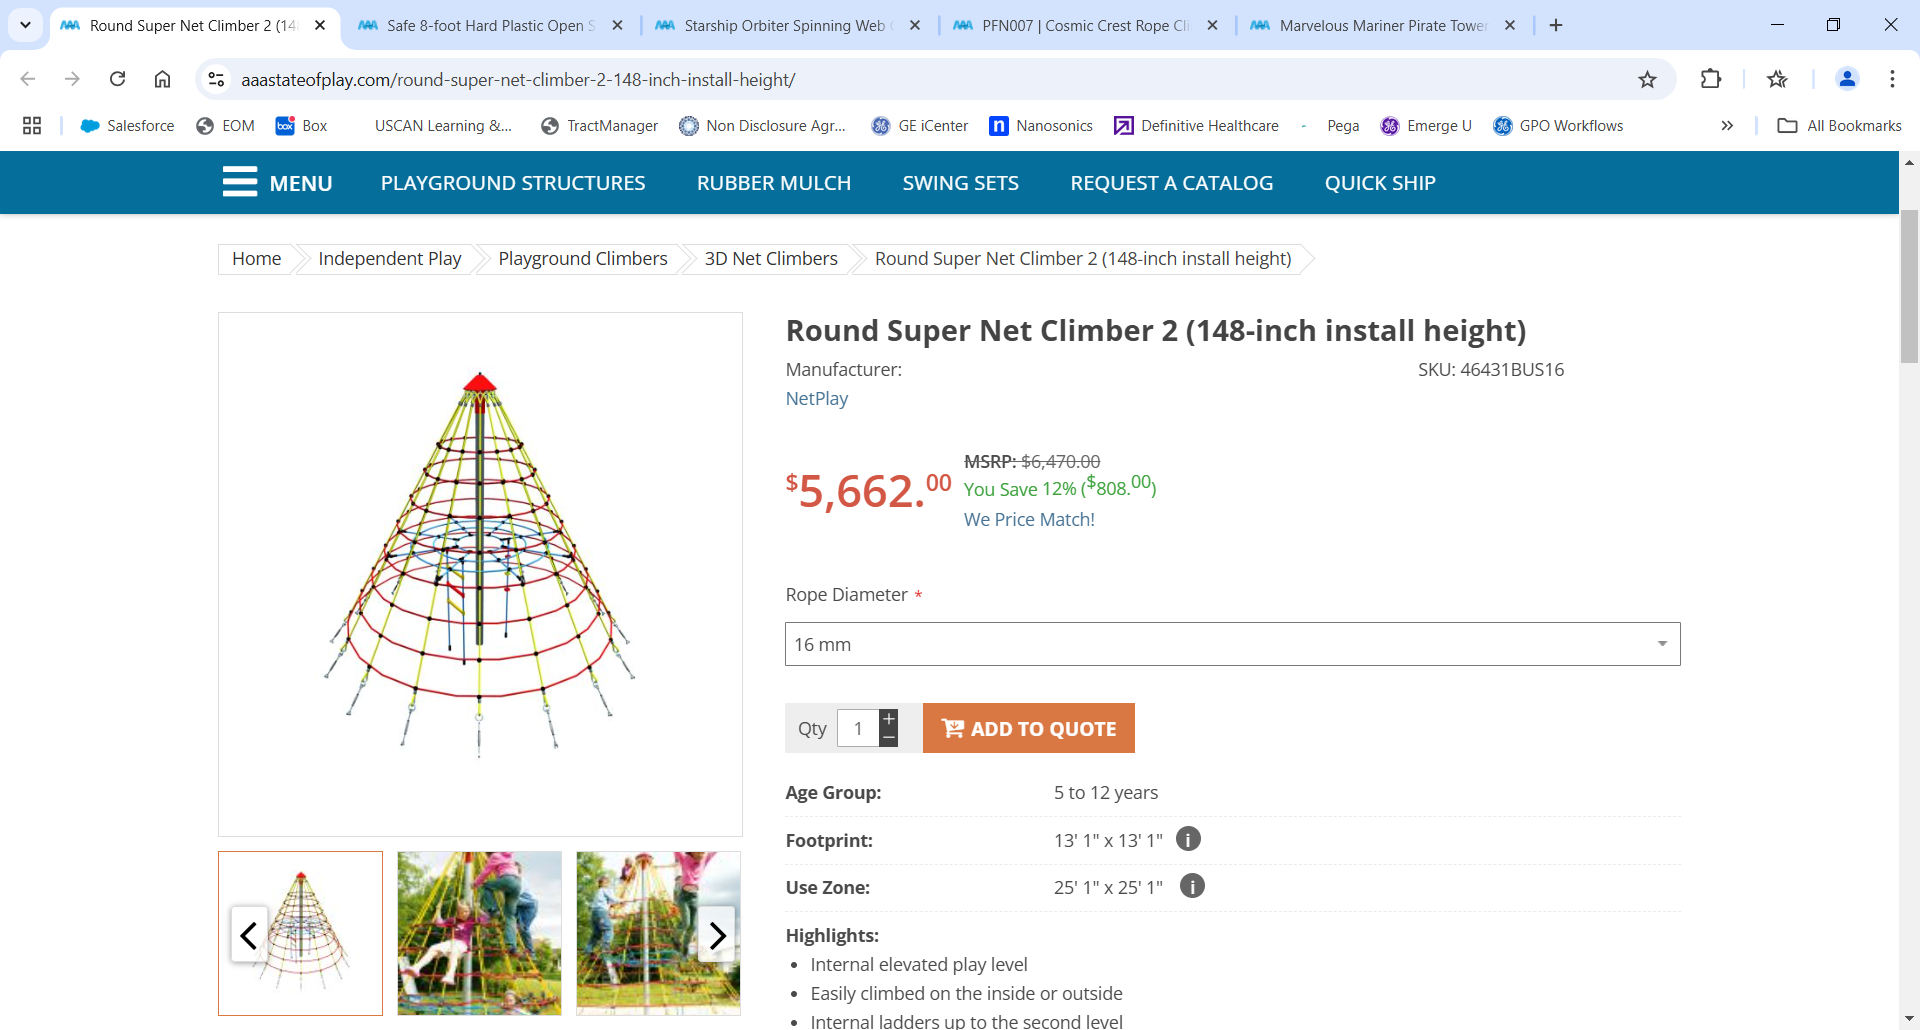 Round Super Net Climber 2 (14
Safe 8-foot Hard Plastic Open S
Starship Orbiter Spinning Web
PFN007 | Cosmic Crest Rope Cli
Marvelous Mariner Pirate Tower
aaastateofplay.com/round-super-net-climber-2-148-inch-install-height/
Salesforce
EOM
box Box
USCAN Learning &...
TractManager
Non Disclosure Agr...
GE iCenter
n Nanosonics
Definitive Healthcare
Pega
Emerge U
GPO Workflows
All Bookmarks
MENU
PLAYGROUND STRUCTURES
RUBBER MULCH
SWING SETS
REQUEST A CATALOG
QUICK SHIP
Home
Independent Play
Playground Climbers
3D Net Climbers
Round Super Net Climber 2 (148-inch install height)
Round Super Net Climber 2 (148-inch install height)
Manufacturer:
SKU: 46431BUS16
NetPlay
MSRP: $6,470.00
$5,662.00
You Save 12% ($808.00)
We Price Match!
Rope Diameter *
16 mm
Qty 1 + −
ADD TO QUOTE
Age Group: 5 to 12 years
Footprint: 13' 1" x 13' 1" i
Use Zone: 25' 1" x 25' 1" i
Highlights:
• Internal elevated play level
• Easily climbed on the inside or outside
• Internal ladders up to the second level